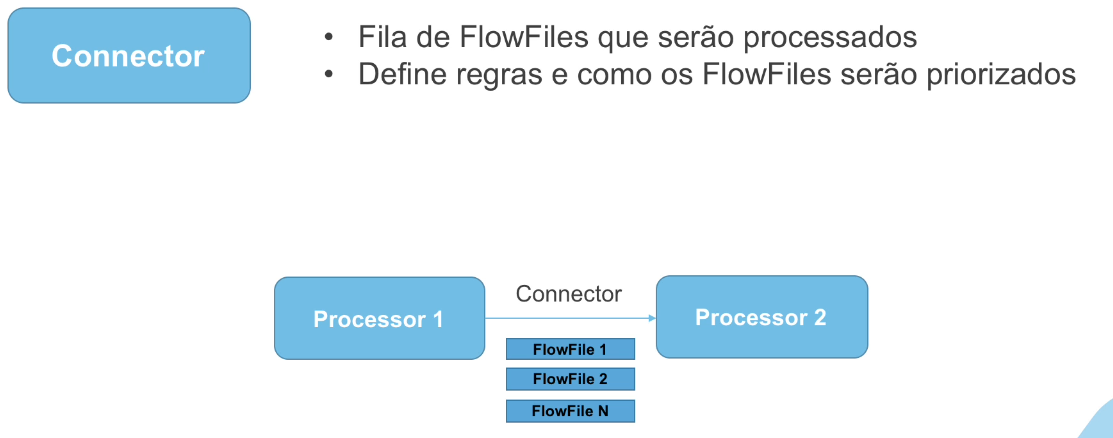 Connector
• Fila de FlowFiles que serão processados
• Define regras e como os FlowFiles serão priorizados
Connector
Processor 1
Processor 2
FlowFile 1
FlowFile 2
FlowFile N